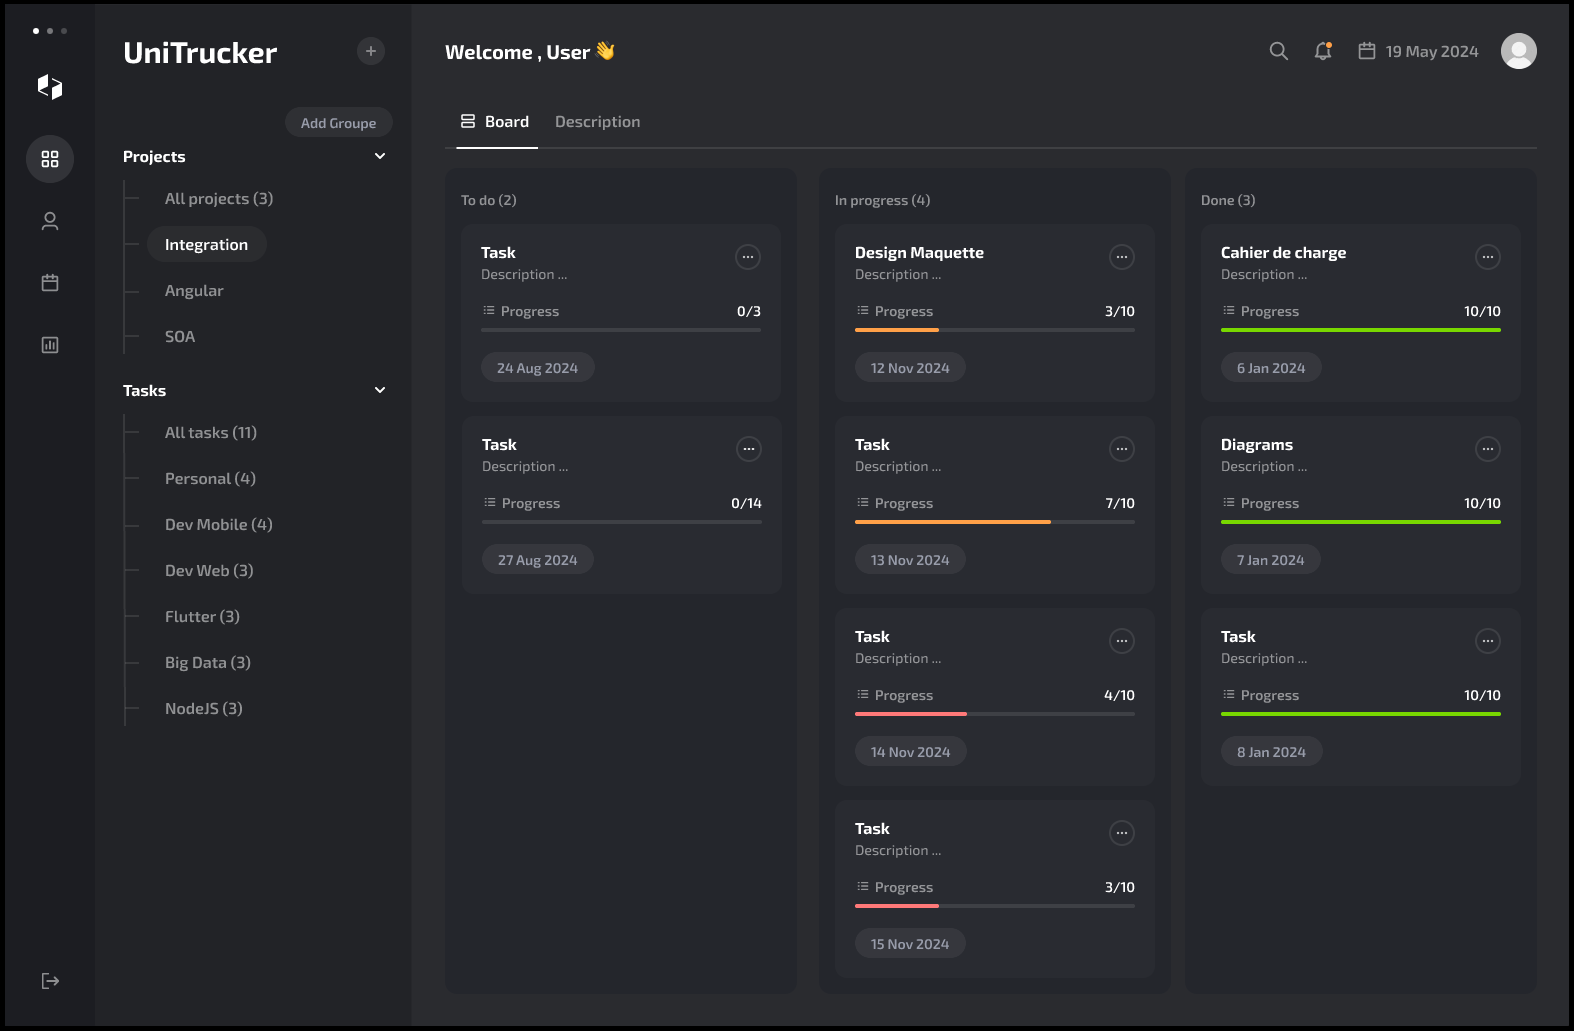 UniTrucker
Add Groupe
Projects
All projects (3)
Integration
Angular
SOA
Tasks
All tasks (11)
Personal (4)
Dev Mobile (4)
Dev Web (3)
Flutter (3)
Big Data (3)
NodeJS (3)
Welcome , User 👋
19 May 2024
Board
Description
To do (2)
Task
Description ...
Progress 0/3
24 Aug 2024
Task
Description ...
Progress 0/14
27 Aug 2024
In progress (4)
Design Maquette
Description ...
Progress 3/10
12 Nov 2024
Task
Description ...
Progress 7/10
13 Nov 2024
Task
Description ...
Progress 4/10
14 Nov 2024
Task
Description ...
Progress 3/10
15 Nov 2024
Done (3)
Cahier de charge
Description ...
Progress 10/10
6 Jan 2024
Diagrams
Description ...
Progress 10/10
7 Jan 2024
Task
Description ...
Progress 10/10
8 Jan 2024